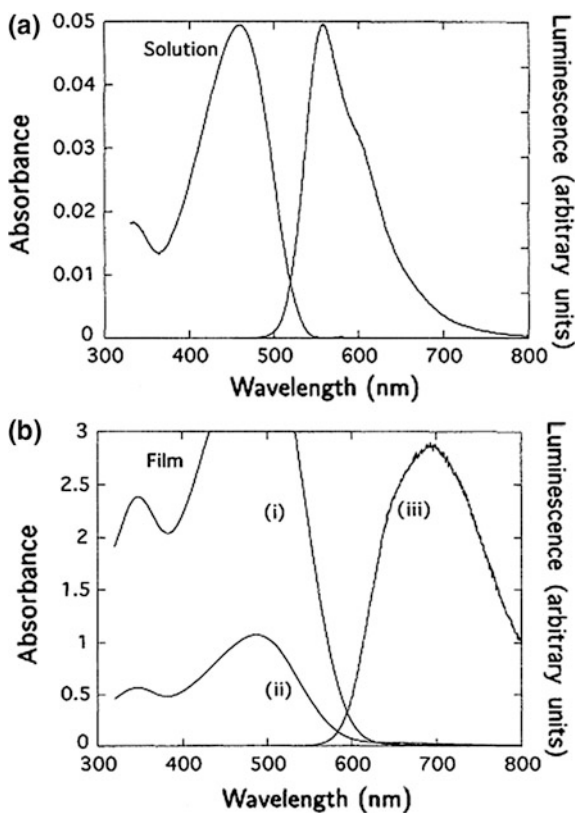 (a)
0.05
0.04
0.03
0.02
0.01
0
Absorbance
Solution
Luminescence (arbitrary units)
300 400 500 600 700 800
Wavelength (nm)
(b)
3
2.5
2
1.5
1
0.5
0
Absorbance
Film
(i)
(ii)
(iii)
Luminescence (arbitrary units)
300 400 500 600 700 800
Wavelength (nm)